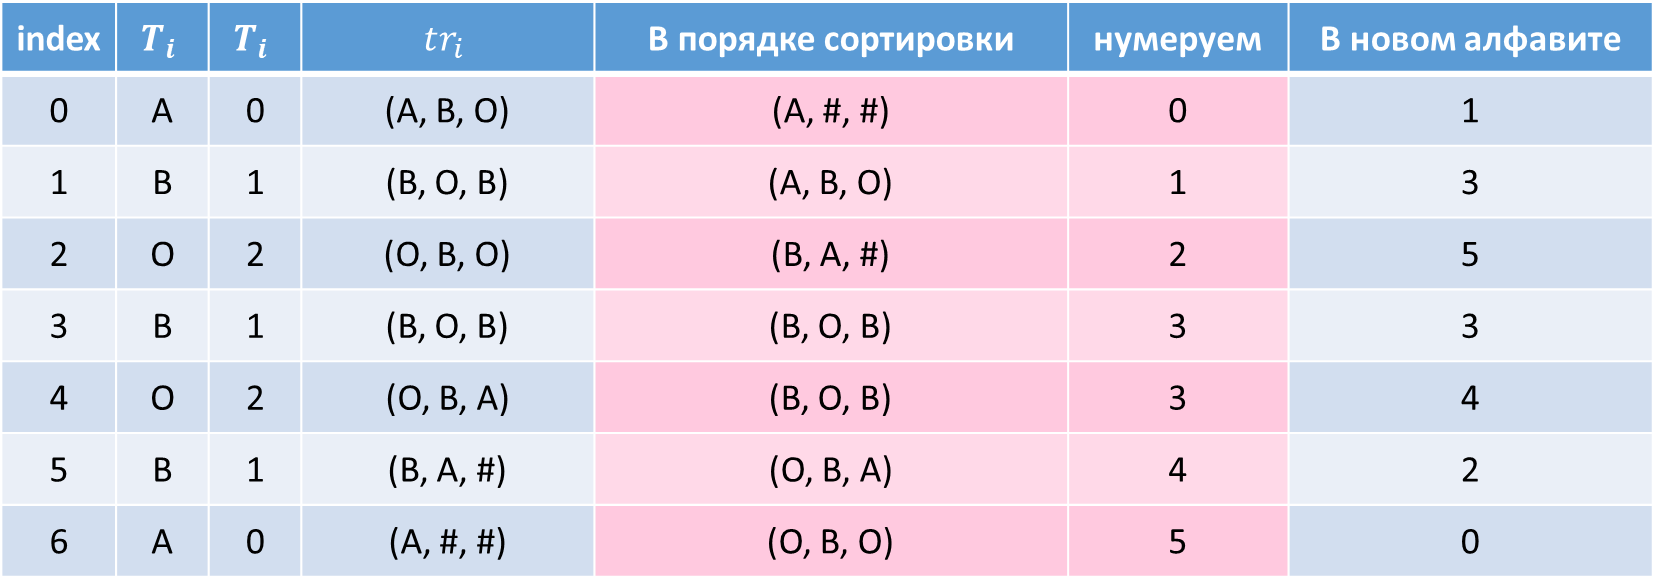 index T_i T_i tr_i В порядке сортировки нумеруем В новом алфавите
0 A 0 (A, B, O) (A, #, #) 0 1
1 B 1 (B, O, B) (A, B, O) 1 3
2 O 2 (O, B, O) (B, A, #) 2 5
3 B 1 (B, O, B) (B, O, B) 3 3
4 O 2 (O, B, A) (B, O, B) 3 4
5 B 1 (B, A, #) (O, B, A) 4 2
6 A 0 (A, #, #) (O, B, O) 5 0